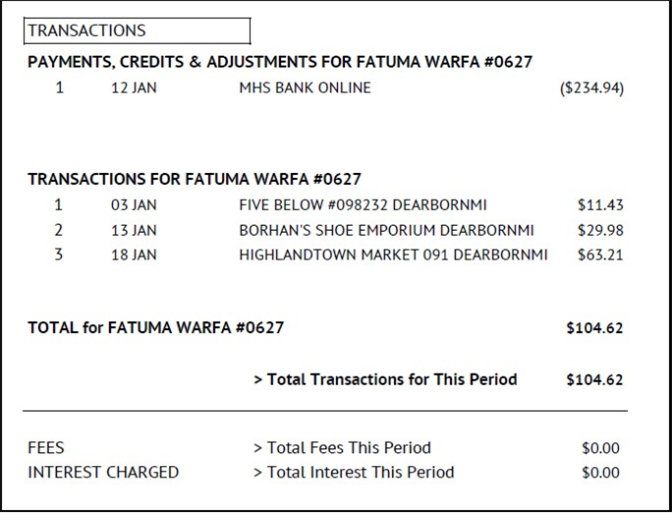 TRANSACTIONS
PAYMENTS, CREDITS & ADJUSTMENTS FOR FATUMA WARFA #0627
1 12 JAN MHS BANK ONLINE ($234.94)
TRANSACTIONS FOR FATUMA WARFA #0627
1 03 JAN FIVE BELOW #098232 DEARBORNMI $11.43
2 13 JAN BORHAN'S SHOE EMPORIUM DEARBORNMI $29.98
3 18 JAN HIGHLANDTOWN MARKET 091 DEARBORNMI $63.21
TOTAL for FATUMA WARFA #0627 $104.62
> Total Transactions for This Period $104.62
FEES > Total Fees This Period $0.00
INTEREST CHARGED > Total Interest This Period $0.00